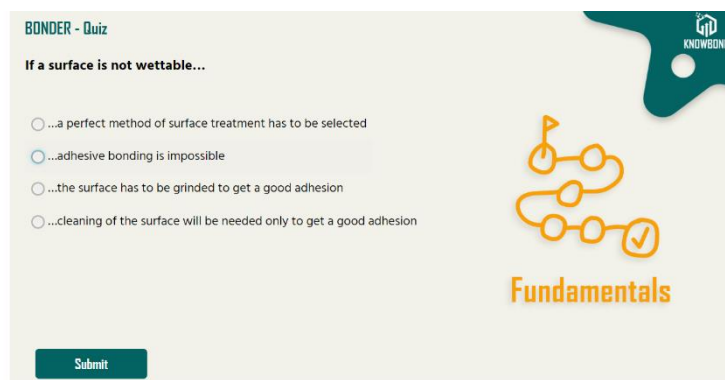 BONDER - Quiz
KNOWBON
If a surface is not wettable...
...a perfect method of surface treatment has to be selected
...adhesive bonding is impossible
...the surface has to be grinded to get a good adhesion
...cleaning of the surface will be needed only to get a good adhesion
Fundamentals
Submit